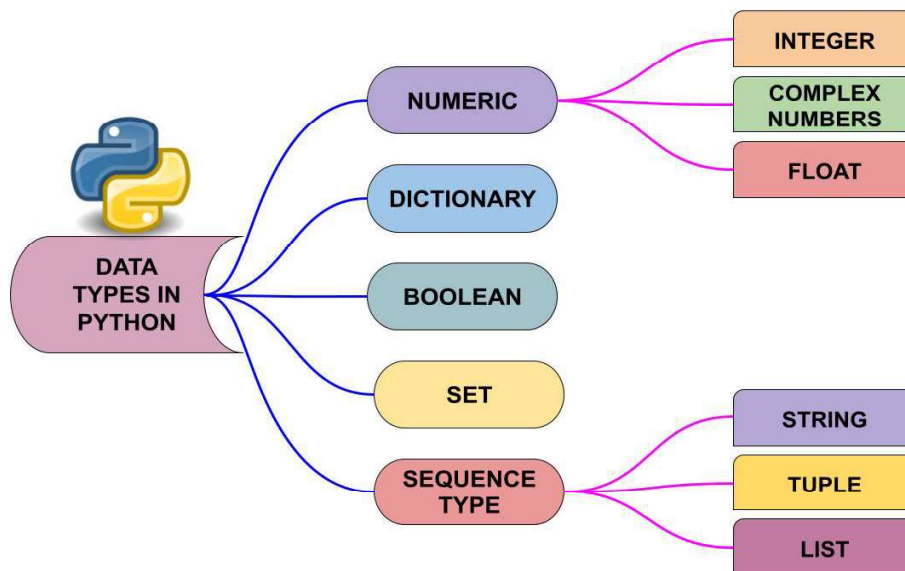 DATA
TYPES IN
PYTHON
NUMERIC
DICTIONARY
BOOLEAN
SET
SEQUENCE
TYPE
INTEGER
COMPLEX
NUMBERS
FLOAT
STRING
TUPLE
LIST